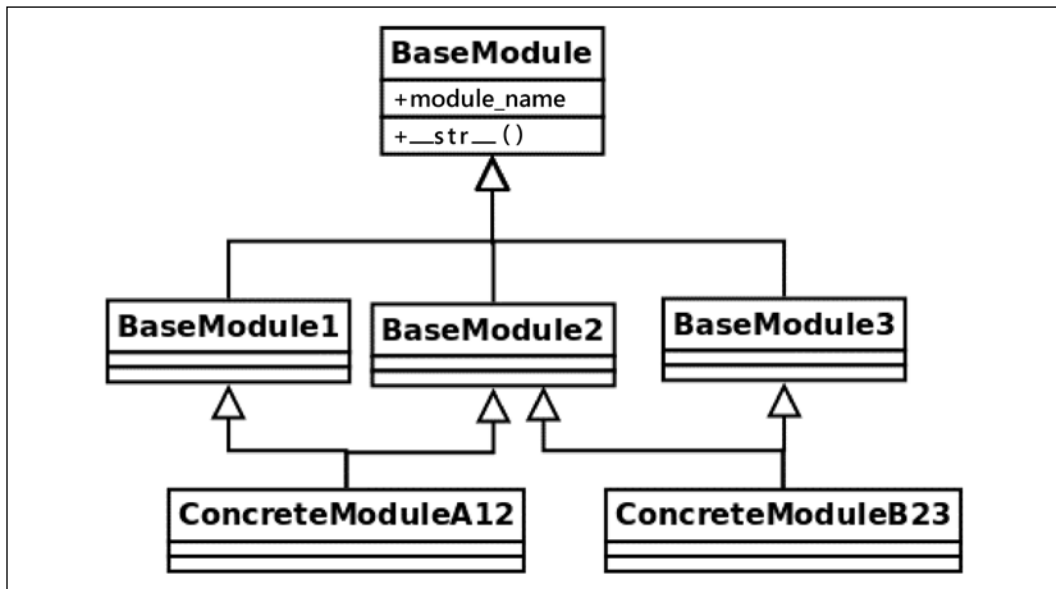 BaseModule
+module_name
+__str__()
BaseModule1
BaseModule2
BaseModule3
ConcreteModuleA12
ConcreteModuleB23